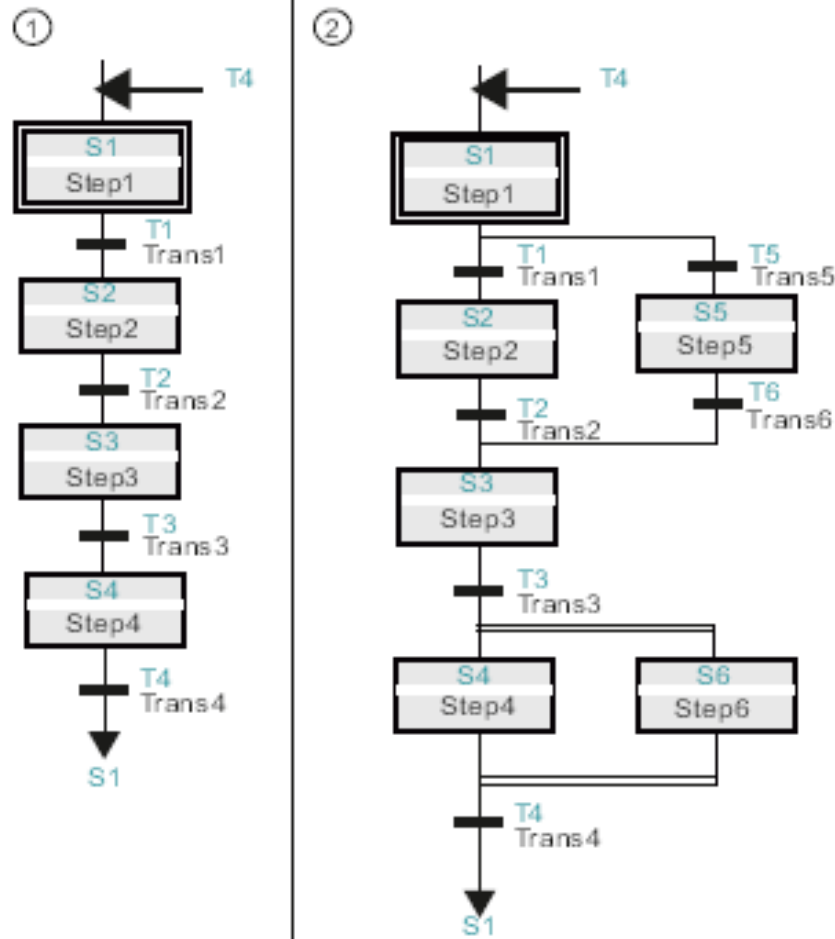 1
T4
S1
Step1
T1
Trans1
S2
Step2
T2
Trans2
S3
Step3
T3
Trans3
S4
Step4
T4
Trans4
S1
2
T4
S1
Step1
T1
Trans1
T5
Trans5
S2
Step2
S5
Step5
T2
Trans2
T6
Trans6
S3
Step3
T3
Trans3
S4
Step4
S6
Step6
T4
Trans4
S1